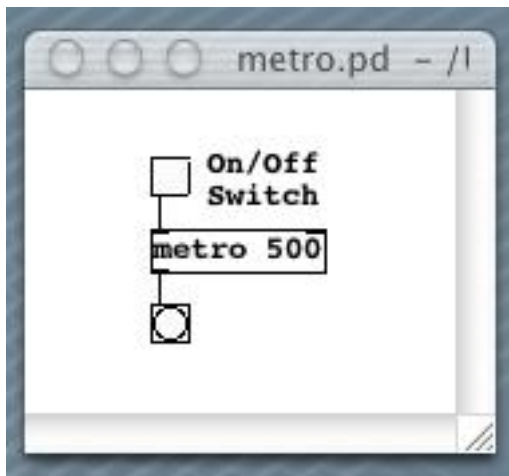 metro.pd – /
On/Off
Switch
metro 500